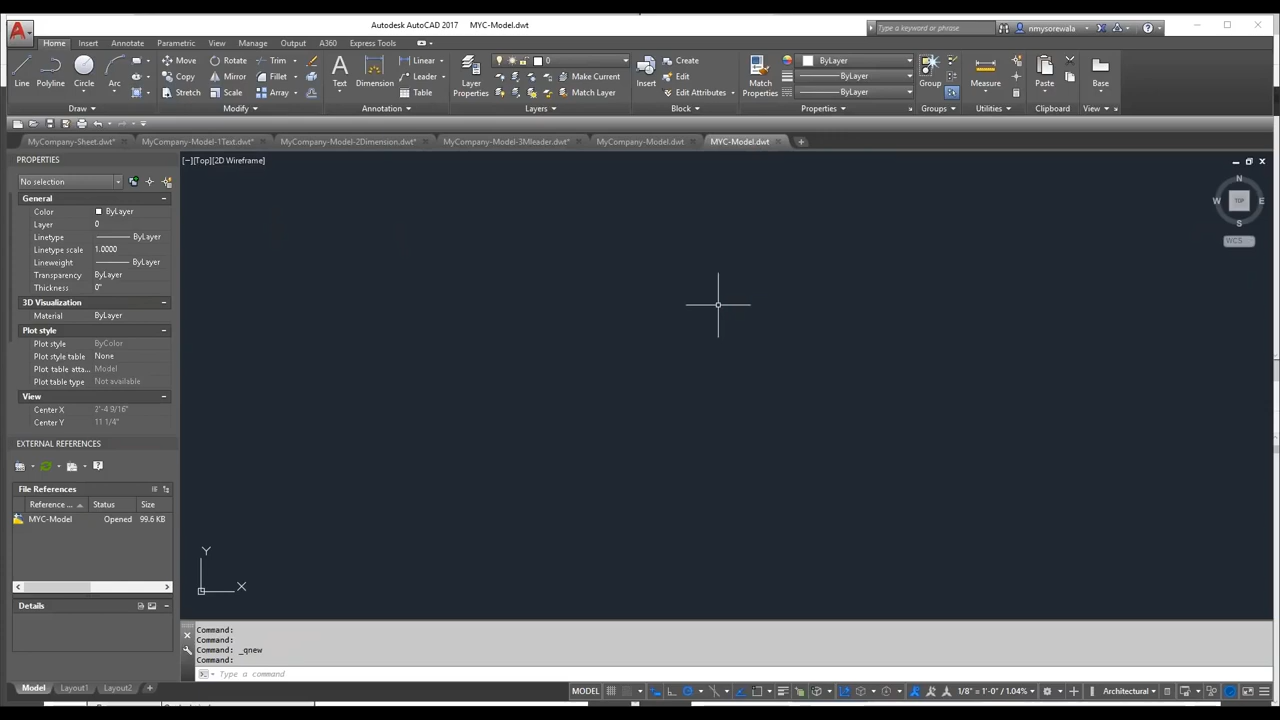 Autodesk AutoCAD 2017 MYC-Model.dwt
Type a keyword or phrase
nmysorewala
Home Insert Annotate Parametric View Manage Output A360 Express Tools
Line Polyline Circle Arc
Move Rotate Trim
Copy Mirror Fillet
Stretch Scale Array
Text Dimension
Linear
Leader
Table
Layer Properties
0
Make Current
Match Layer
Insert
Create
Edit
Edit Attributes
Match Properties
ByLayer
ByLayer
ByLayer
Group
Measure
Paste
Base
Draw Modify Annotation Layers Block Properties Groups Utilities Clipboard View
MyCompany-Sheet.dwt* MyCompany-Model-1Text.dwt* MyCompany-Model-2Dimension.dwt* MyCompany-Model-3Mleader.dwt* MyCompany-Model.dwt MYC-Model.dwt
PROPERTIES
[−][Top][2D Wireframe]
No selection
General
Color ByLayer
Layer 0
Linetype ByLayer
Linetype scale 1.0000
Lineweight ByLayer
Transparency ByLayer
Thickness 0"
3D Visualization
Material ByLayer
Plot style
Plot style ByColor
Plot style table None
Plot table atta... Model
Plot table type Not available
View
Center X 2'-4 9/16"
Center Y 11 1/4"
N
W TOP E
S
WCS
EXTERNAL REFERENCES
File References
Reference ... Status Size
MYC-Model Opened 99.6 KB
Details
Y
X
Command:
Command:
Command: _qnew
Command:
Type a command
Model Layout1 Layout2 +
MODEL 1/8" = 1'-0" / 1.04% Architectural